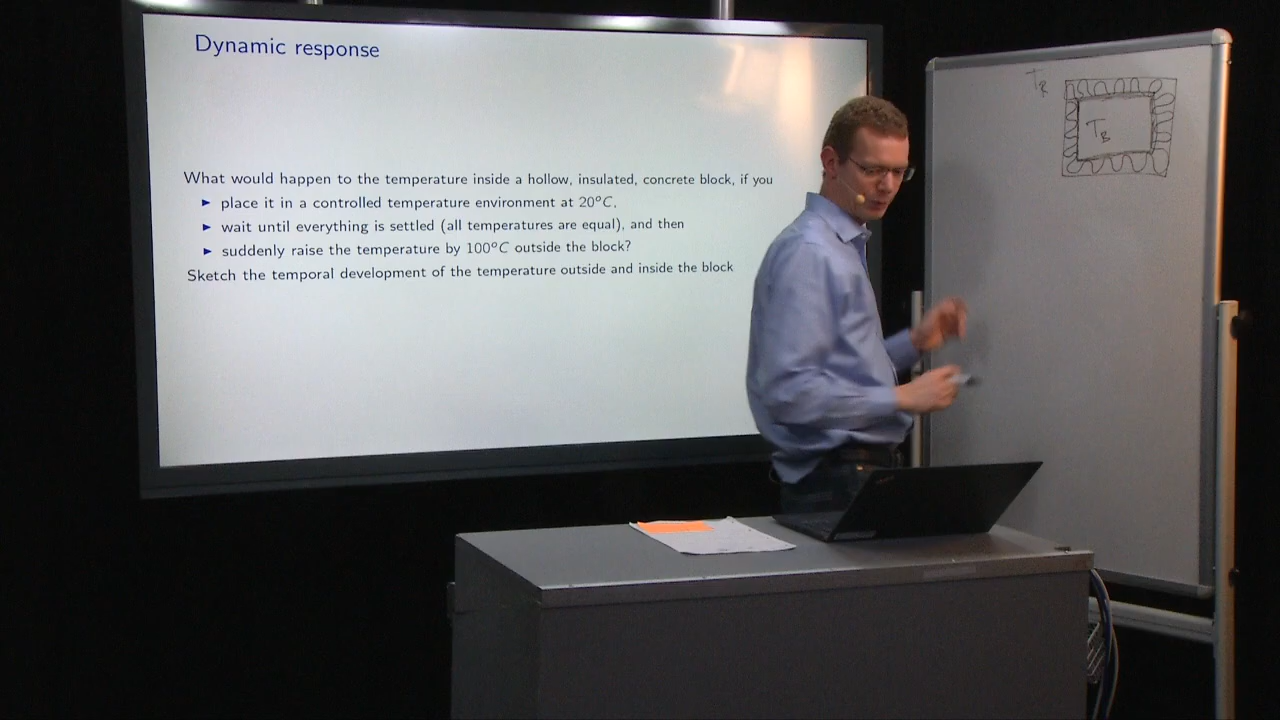 Dynamic response
What would happen to the temperature inside a hollow, insulated, concrete block, if you
▶ place it in a controlled temperature environment at 20°C,
▶ wait until everything is settled (all temperatures are equal), and then
▶ suddenly raise the temperature by 100°C outside the block?
Sketch the temporal development of the temperature outside and inside the block
T_R
T_B